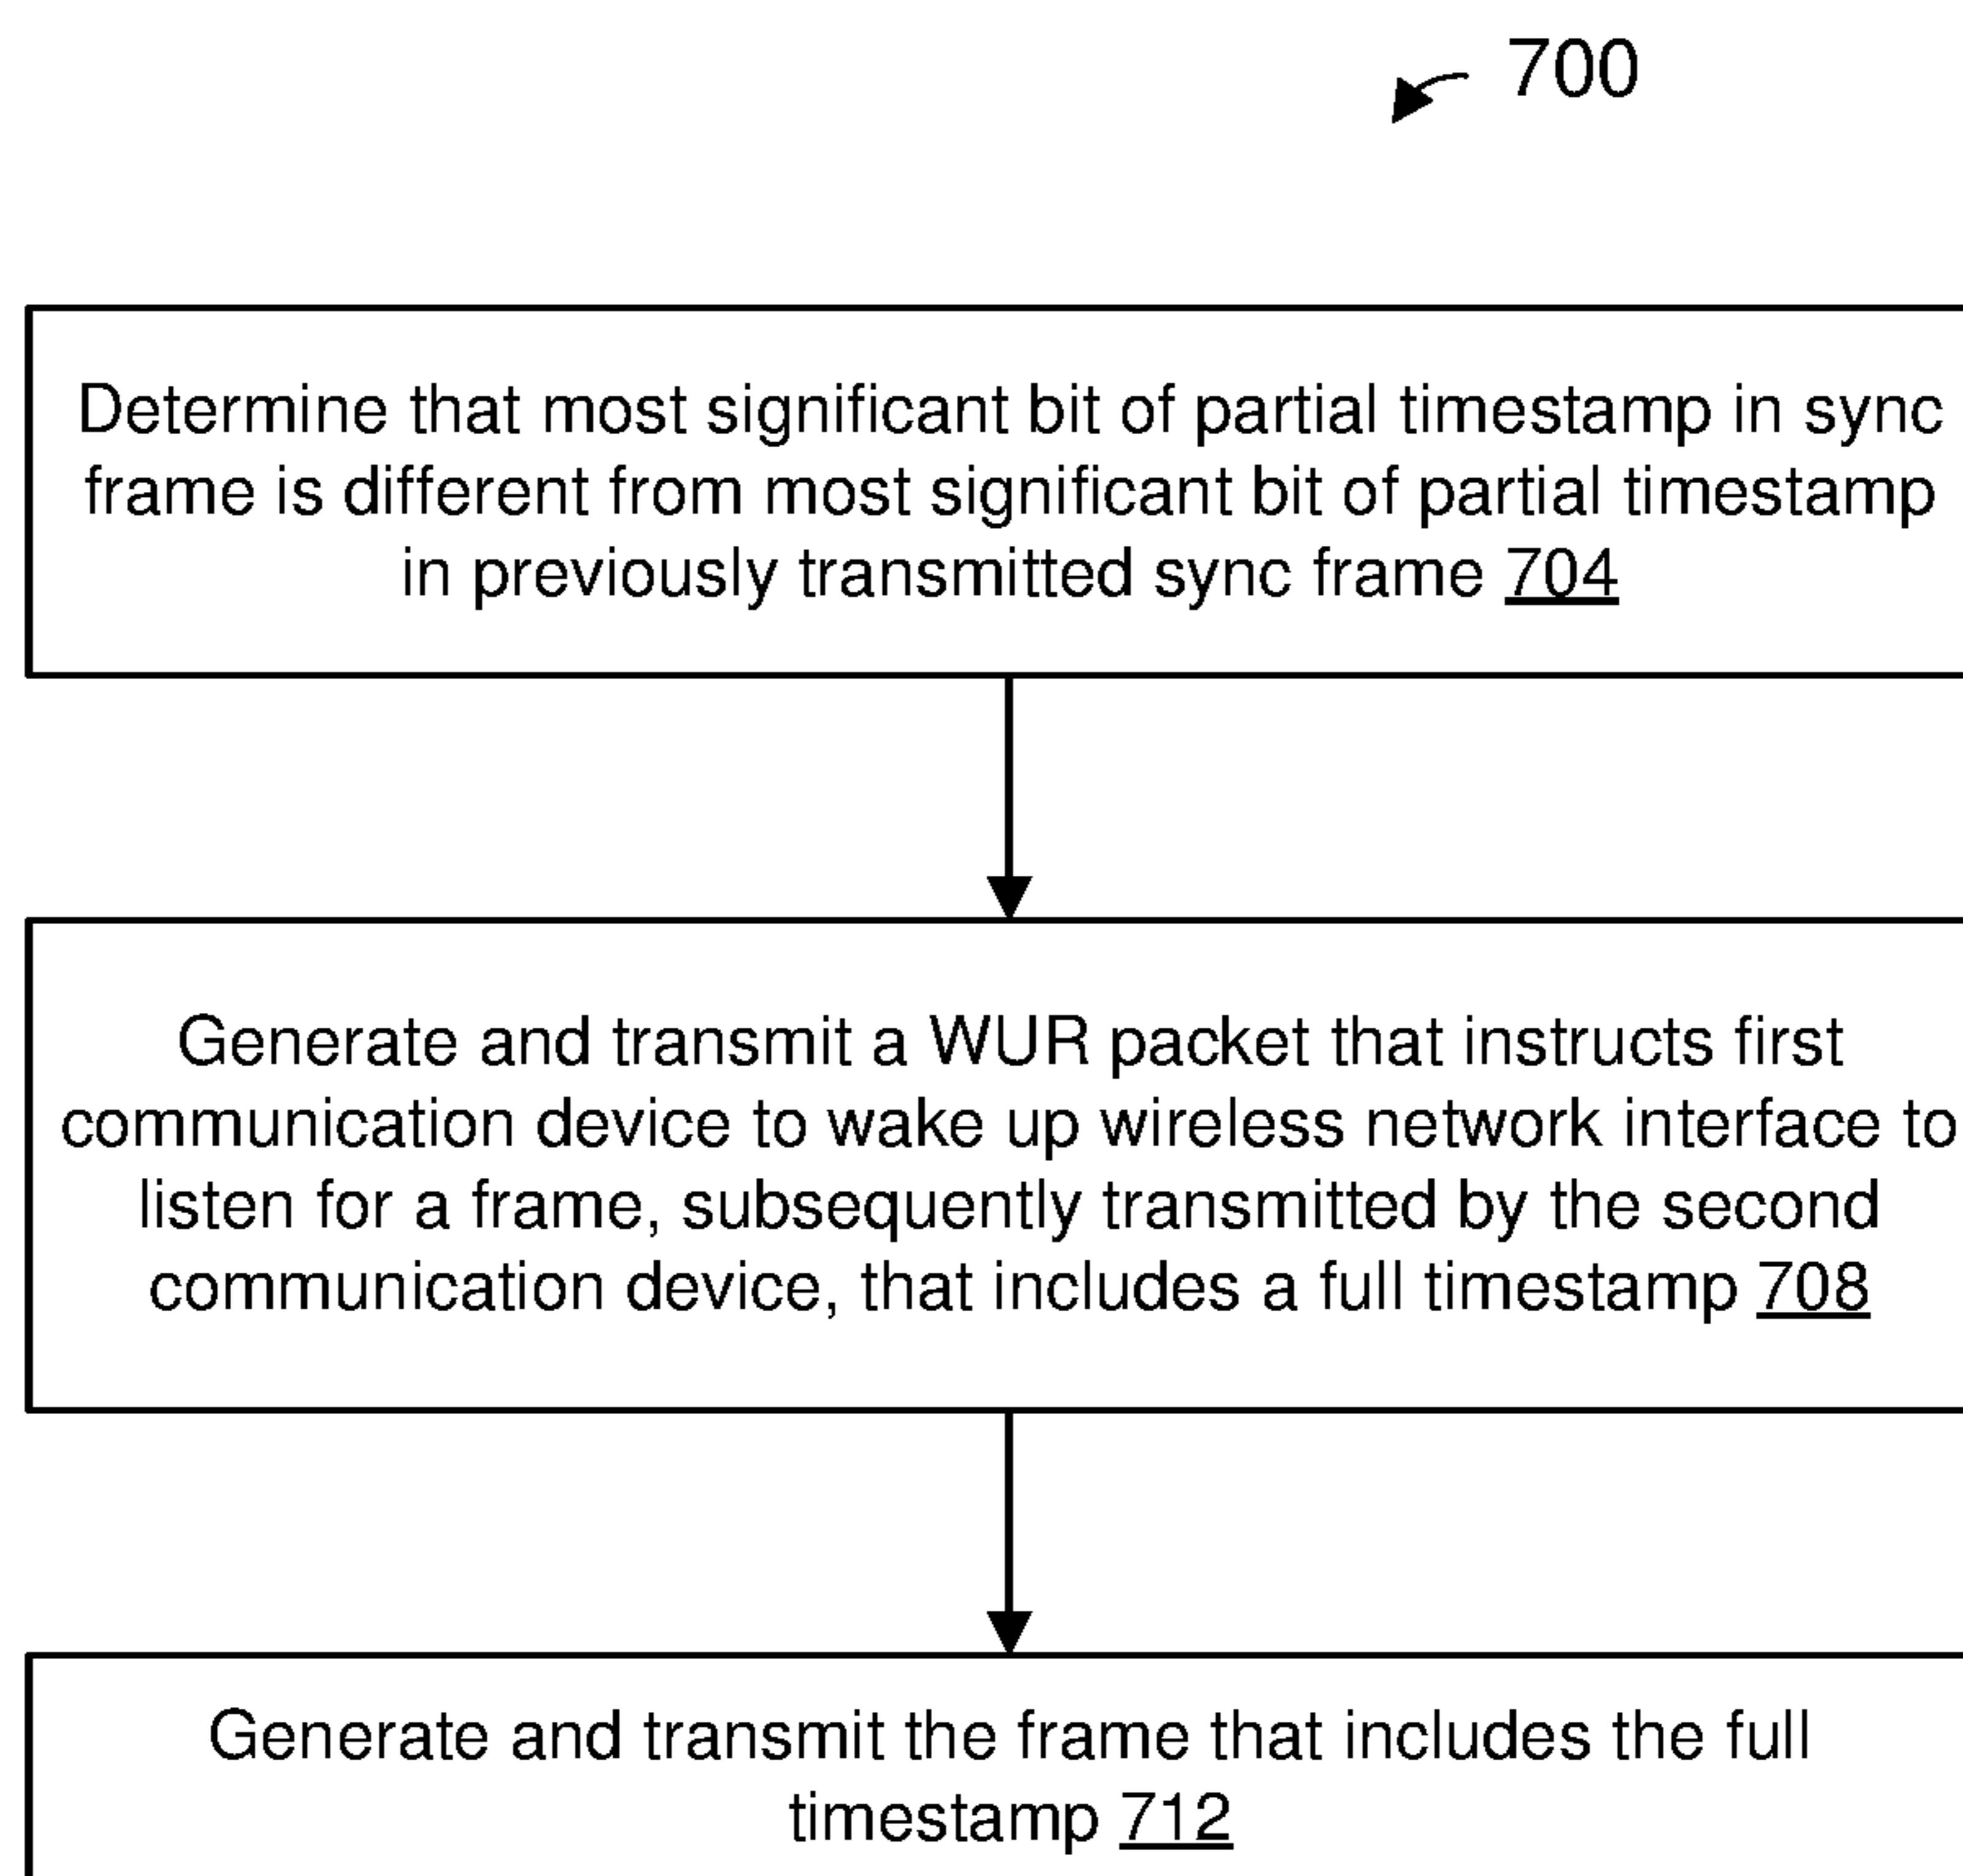 700
Determine that most significant bit of partial timestamp in sync
frame is different from most significant bit of partial timestamp
in previously transmitted sync frame 704
Generate and transmit a WUR packet that instructs first
communication device to wake up wireless network interface to
listen for a frame, subsequently transmitted by the second
communication device, that includes a full timestamp 708
Generate and transmit the frame that includes the full
timestamp 712